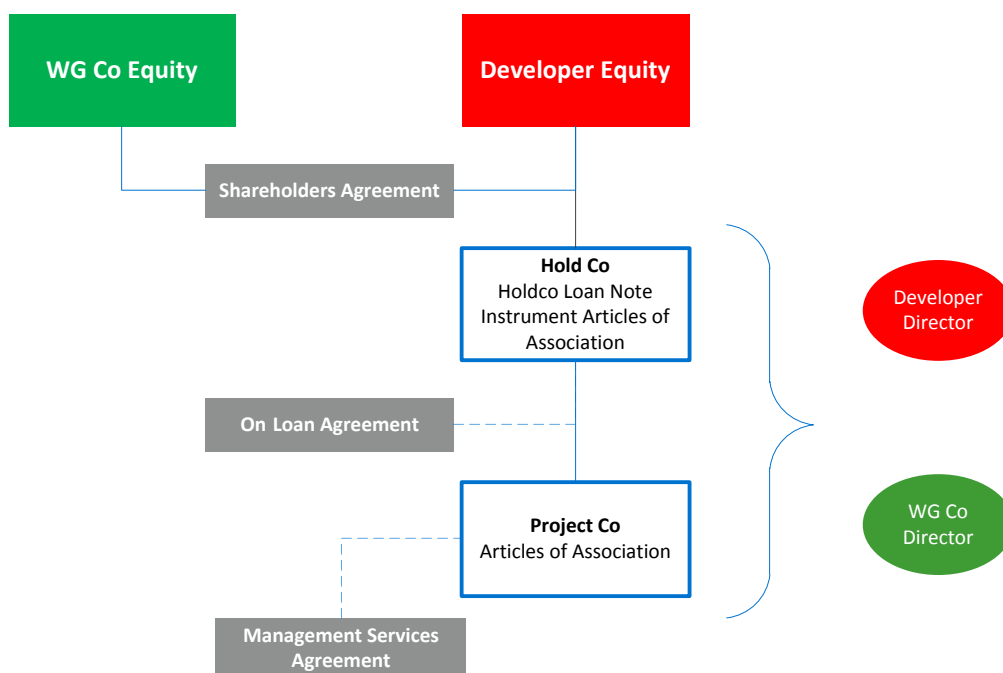 WG Co Equity
Developer Equity
Shareholders Agreement
Hold Co
Holdco Loan Note
Instrument Articles of
Association
Developer
Director
On Loan Agreement
Project Co
Articles of Association
WG Co
Director
Management Services
Agreement